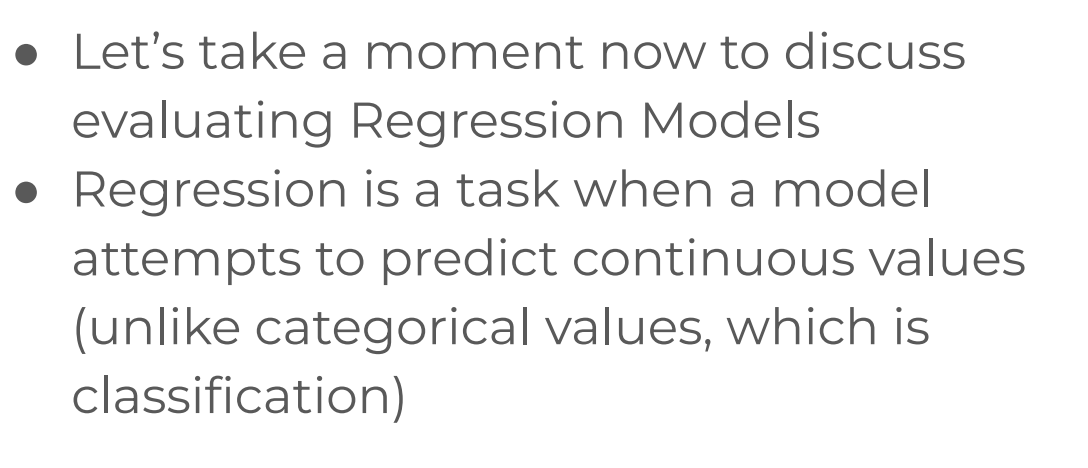 ● Let’s take a moment now to discuss
evaluating Regression Models
● Regression is a task when a model
attempts to predict continuous values
(unlike categorical values, which is
classification)